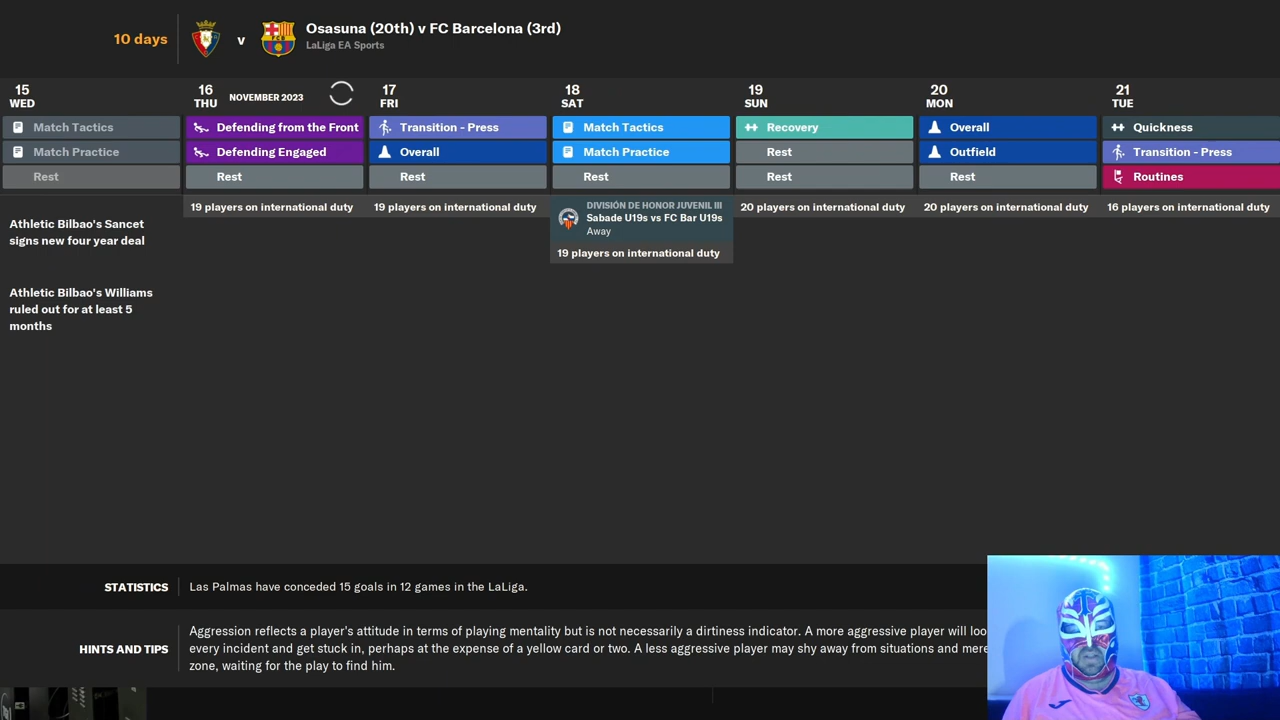 10 days
v
Osasuna (20th) v FC Barcelona (3rd)
LaLiga EA Sports
15
WED
16
THU
NOVEMBER 2023
17
FRI
18
SAT
19
SUN
20
MON
21
TUE
Match Tactics
Defending from the Front
Transition - Press
Match Tactics
Recovery
Overall
Quickness
Match Practice
Defending Engaged
Overall
Match Practice
Rest
Outfield
Transition - Press
Rest
Rest
Rest
Rest
Rest
Rest
Routines
19 players on international duty
19 players on international duty
DIVISIÓN DE HONOR JUVENIL III
Sabade U19s vs FC Bar U19s
Away
19 players on international duty
20 players on international duty
20 players on international duty
16 players on international duty
Athletic Bilbao's Sancet
signs new four year deal
Athletic Bilbao's Williams
ruled out for at least 5
months
STATISTICS
Las Palmas have conceded 15 goals in 12 games in the LaLiga.
HINTS AND TIPS
Aggression reflects a player's attitude in terms of playing mentality but is not necessarily a dirtiness indicator. A more aggressive player will loo
every incident and get stuck in, perhaps at the expense of a yellow card or two. A less aggressive player may shy away from situations and mere
zone, waiting for the play to find him.